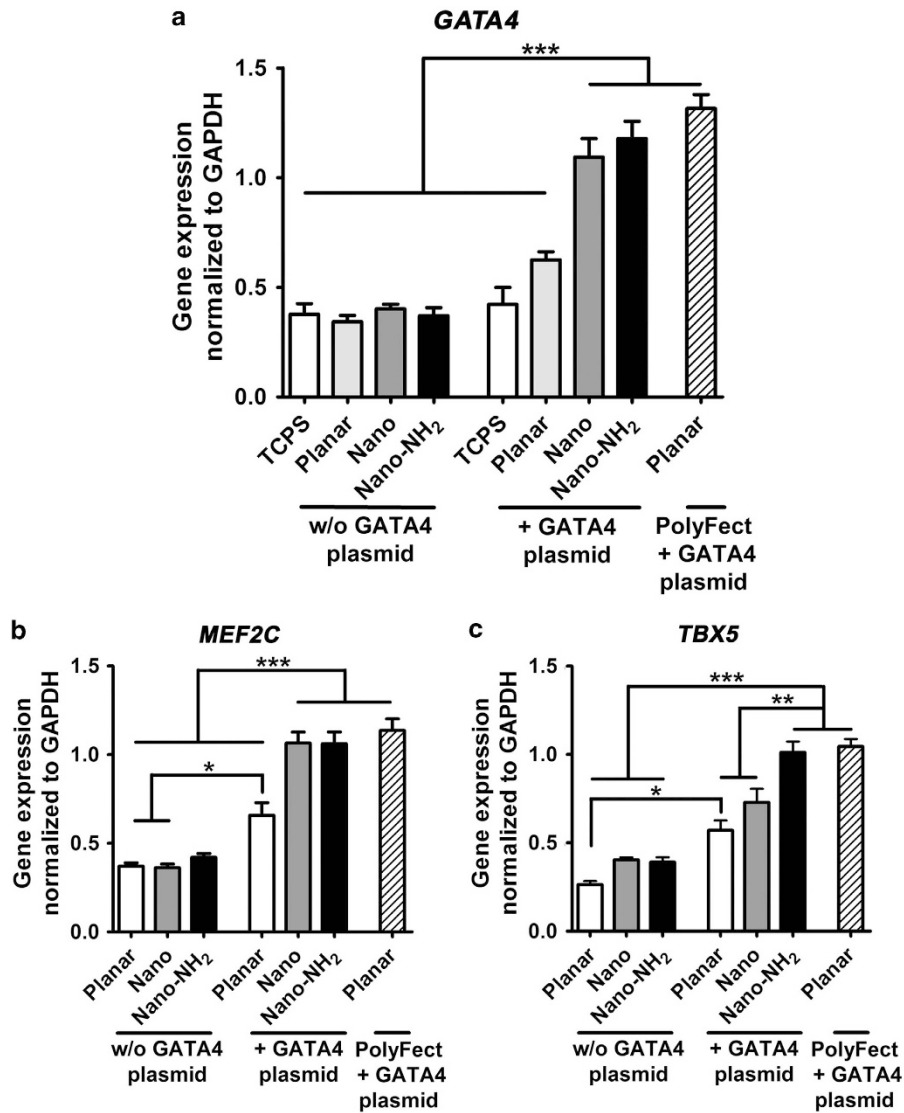 a
GATA4
***
Gene expression
normalized to GAPDH
1.5
1.0
0.5
0.0
TCPS
Planar
Nano
Nano-NH₂
TCPS
Planar
Nano
Nano-NH₂
Planar
w/o GATA4
plasmid
+ GATA4
plasmid
PolyFect
+ GATA4
plasmid
b
MEF2C
***
*
Gene expression
normalized to GAPDH
1.5
1.0
0.5
0.0
Planar
Nano
Nano-NH₂
Planar
Nano
Nano-NH₂
Planar
w/o GATA4
plasmid
+ GATA4
plasmid
PolyFect
+ GATA4
plasmid
c
TBX5
***
**
*
Gene expression
normalized to GAPDH
1.5
1.0
0.5
0.0
Planar
Nano
Nano-NH₂
Planar
Nano
Nano-NH₂
Planar
w/o GATA4
plasmid
+ GATA4
plasmid
PolyFect
+ GATA4
plasmid